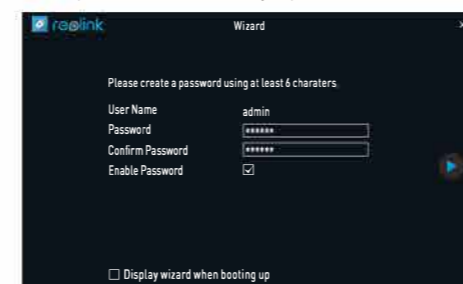 reolink
Wizard
Please create a password using at least 6 charaters
User Name admin
Password ******
Confirm Password ******
Enable Password
Display wizard when booting up